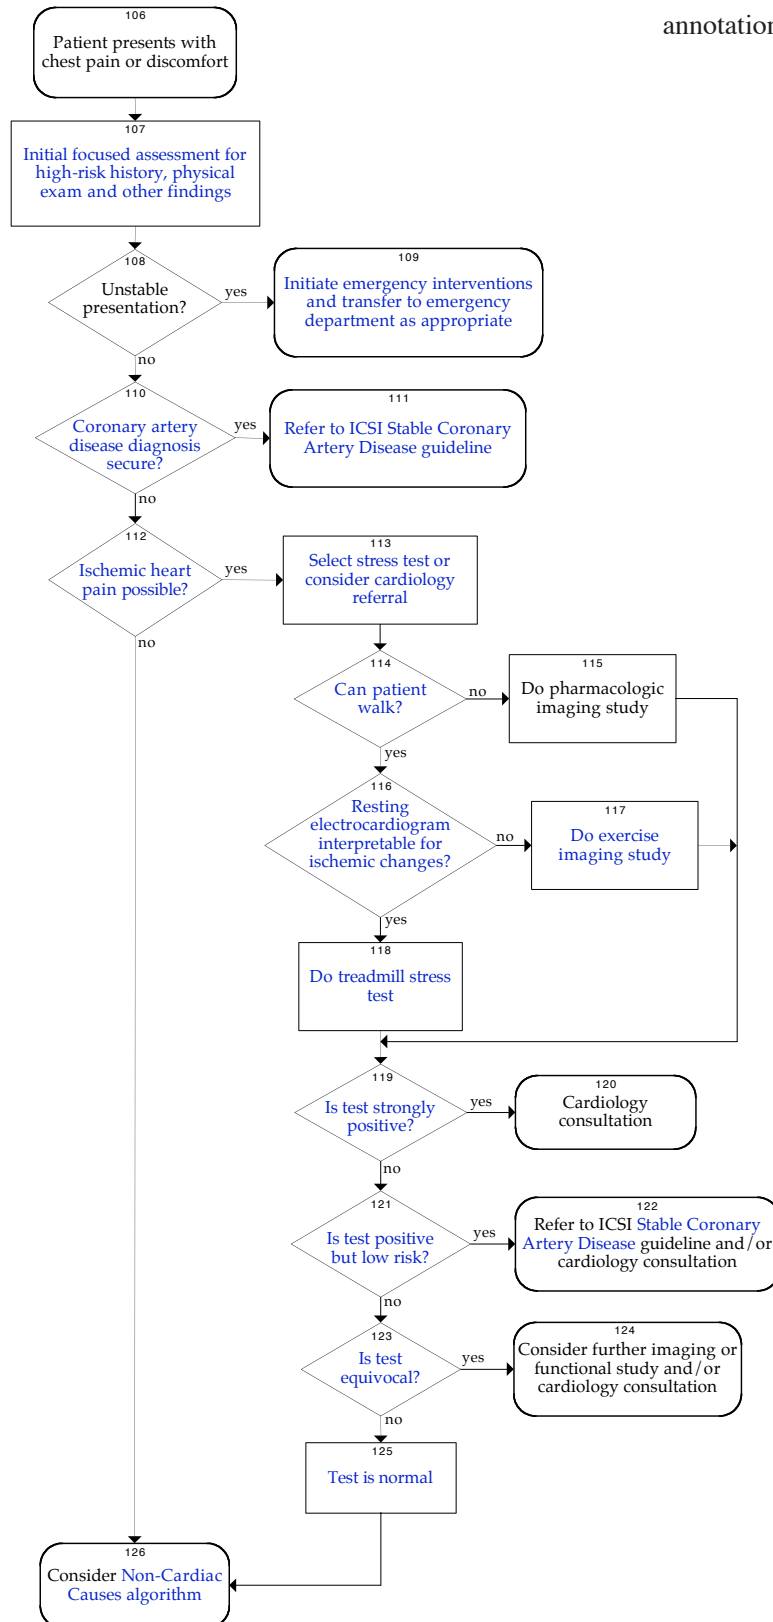 annotation
106
Patient presents with
chest pain or discomfort
107
Initial focused assessment for
high-risk history, physical
exam and other findings
108
Unstable
presentation?
yes
109
Initiate emergency interventions
and transfer to emergency
department as appropriate
no
110
Coronary artery
disease diagnosis
secure?
yes
111
Refer to ICSI Stable Coronary
Artery Disease guideline
no
112
Ischemic heart
pain possible?
yes
113
Select stress test or
consider cardiology
referral
no
114
Can patient
walk?
no
115
Do pharmacologic
imaging study
yes
116
Resting
electrocardiogram
interpretable for
ischemic changes?
no
117
Do exercise
imaging study
yes
118
Do treadmill stress
test
119
Is test strongly
positive?
yes
120
Cardiology
consultation
no
121
Is test positive
but low risk?
yes
122
Refer to ICSI Stable Coronary
Artery Disease guideline and/or
cardiology consultation
no
123
Is test
equivocal?
yes
124
Consider further imaging or
functional study and/or
cardiology consultation
no
125
Test is normal
126
Consider Non-Cardiac
Causes algorithm